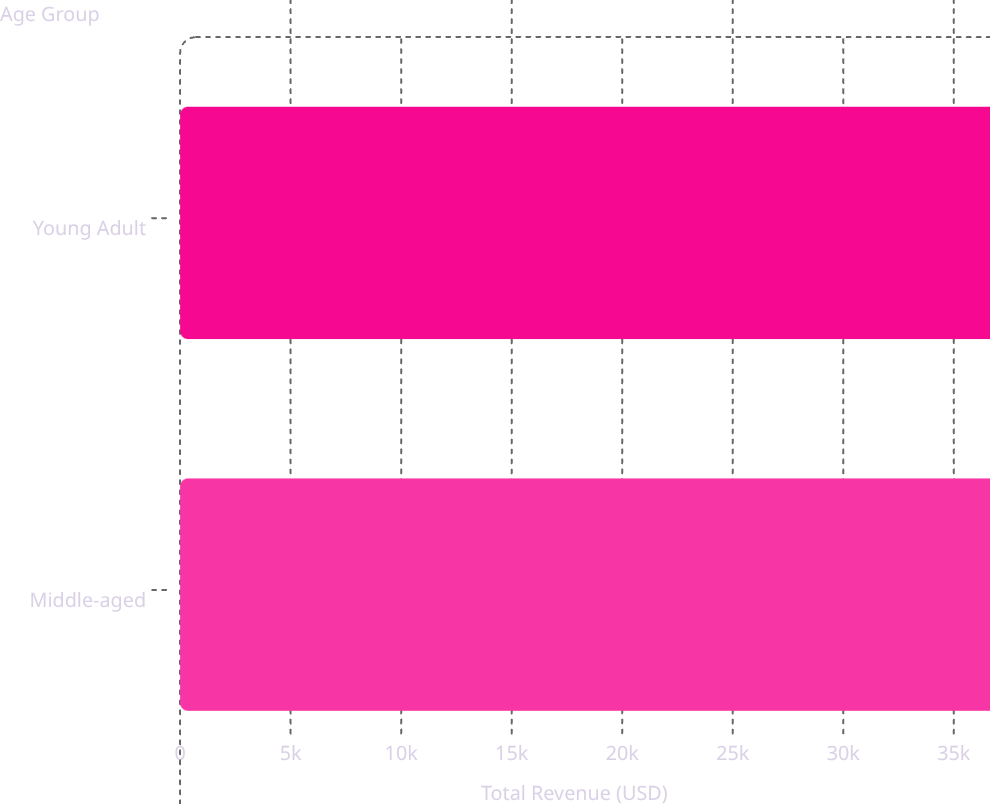 Age Group
Young Adult
Middle-aged
0 5k 10k 15k 20k 25k 30k 35k
Total Revenue (USD)